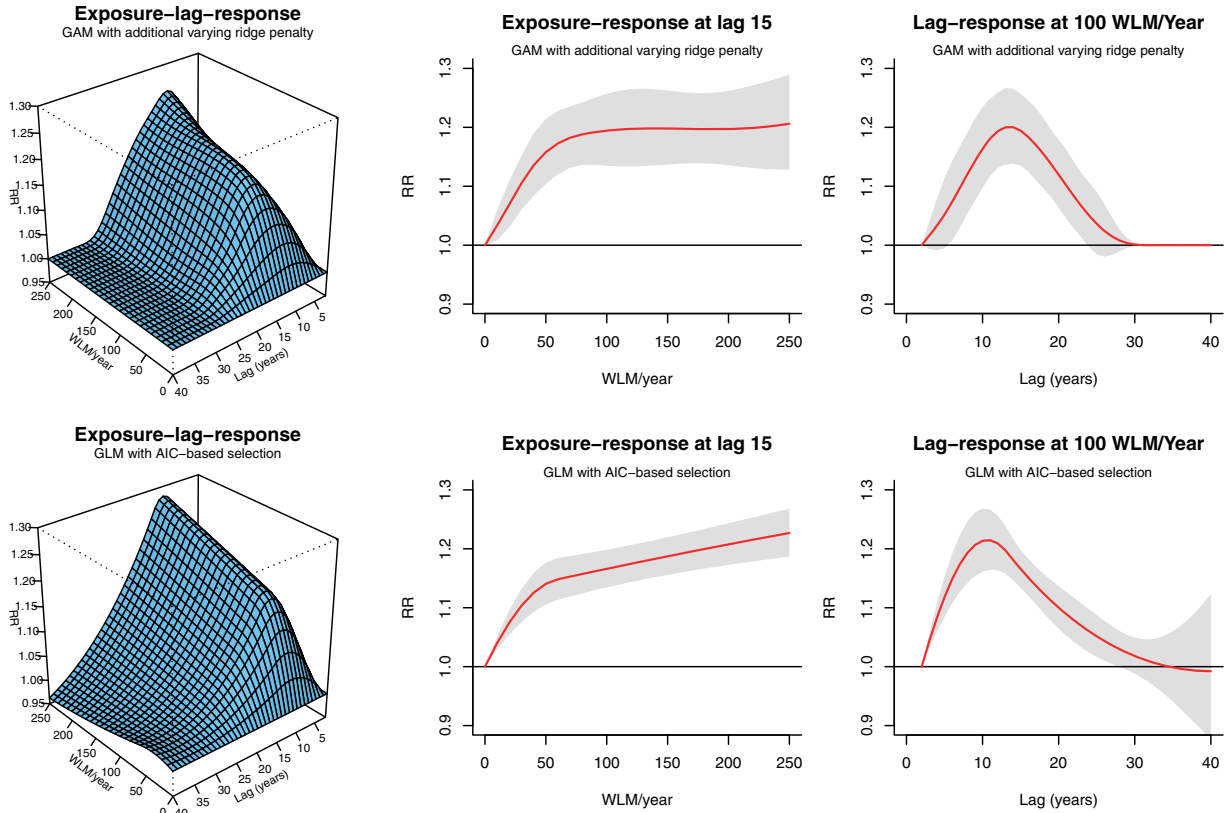 Exposure−lag−response
GAM with additional varying ridge penalty
1.30
1.25
1.20
1.15
1.10
1.05
1.00
0.95
RR
250
200
150
100
50
0
WLM/year
40
35
30
25
20
15
10
5
Lag (years)
Exposure−response at lag 15
GAM with additional varying ridge penalty
1.3
1.2
1.1
1.0
0.9
RR
0 50 100 150 200 250
WLM/year
Lag−response at 100 WLM/Year
GAM with additional varying ridge penalty
1.3
1.2
1.1
1.0
0.9
RR
0 10 20 30 40
Lag (years)
Exposure−lag−response
GLM with AIC−based selection
1.30
1.25
1.20
1.15
1.10
1.05
1.00
0.95
RR
250
200
150
100
50
0
WLM/year
40
35
30
25
20
15
10
5
Lag (years)
Exposure−response at lag 15
GLM with AIC−based selection
1.3
1.2
1.1
1.0
0.9
RR
0 50 100 150 200 250
WLM/year
Lag−response at 100 WLM/Year
GLM with AIC−based selection
1.3
1.2
1.1
1.0
0.9
RR
0 10 20 30 40
Lag (years)